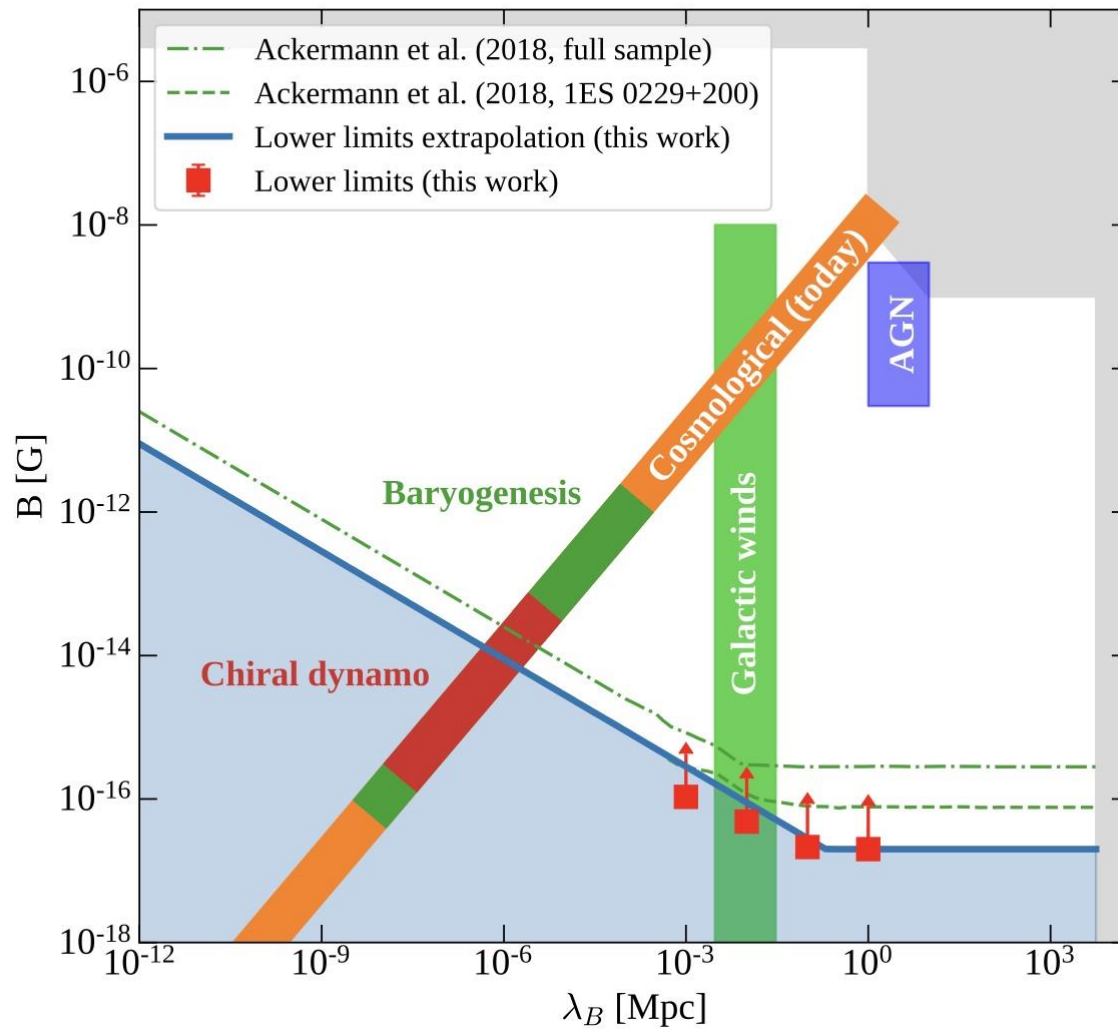 Ackermann et al. (2018, full sample)
Ackermann et al. (2018, 1ES 0229+200)
Lower limits extrapolation (this work)
Lower limits (this work)
10^-6
10^-8
10^-10
10^-12
10^-14
10^-16
10^-18
B [G]
Cosmological (today)
AGN
Baryogenesis
Galactic winds
Chiral dynamo
10^-12
10^-9
10^-6
10^-3
10^0
10^3
λ_B [Mpc]